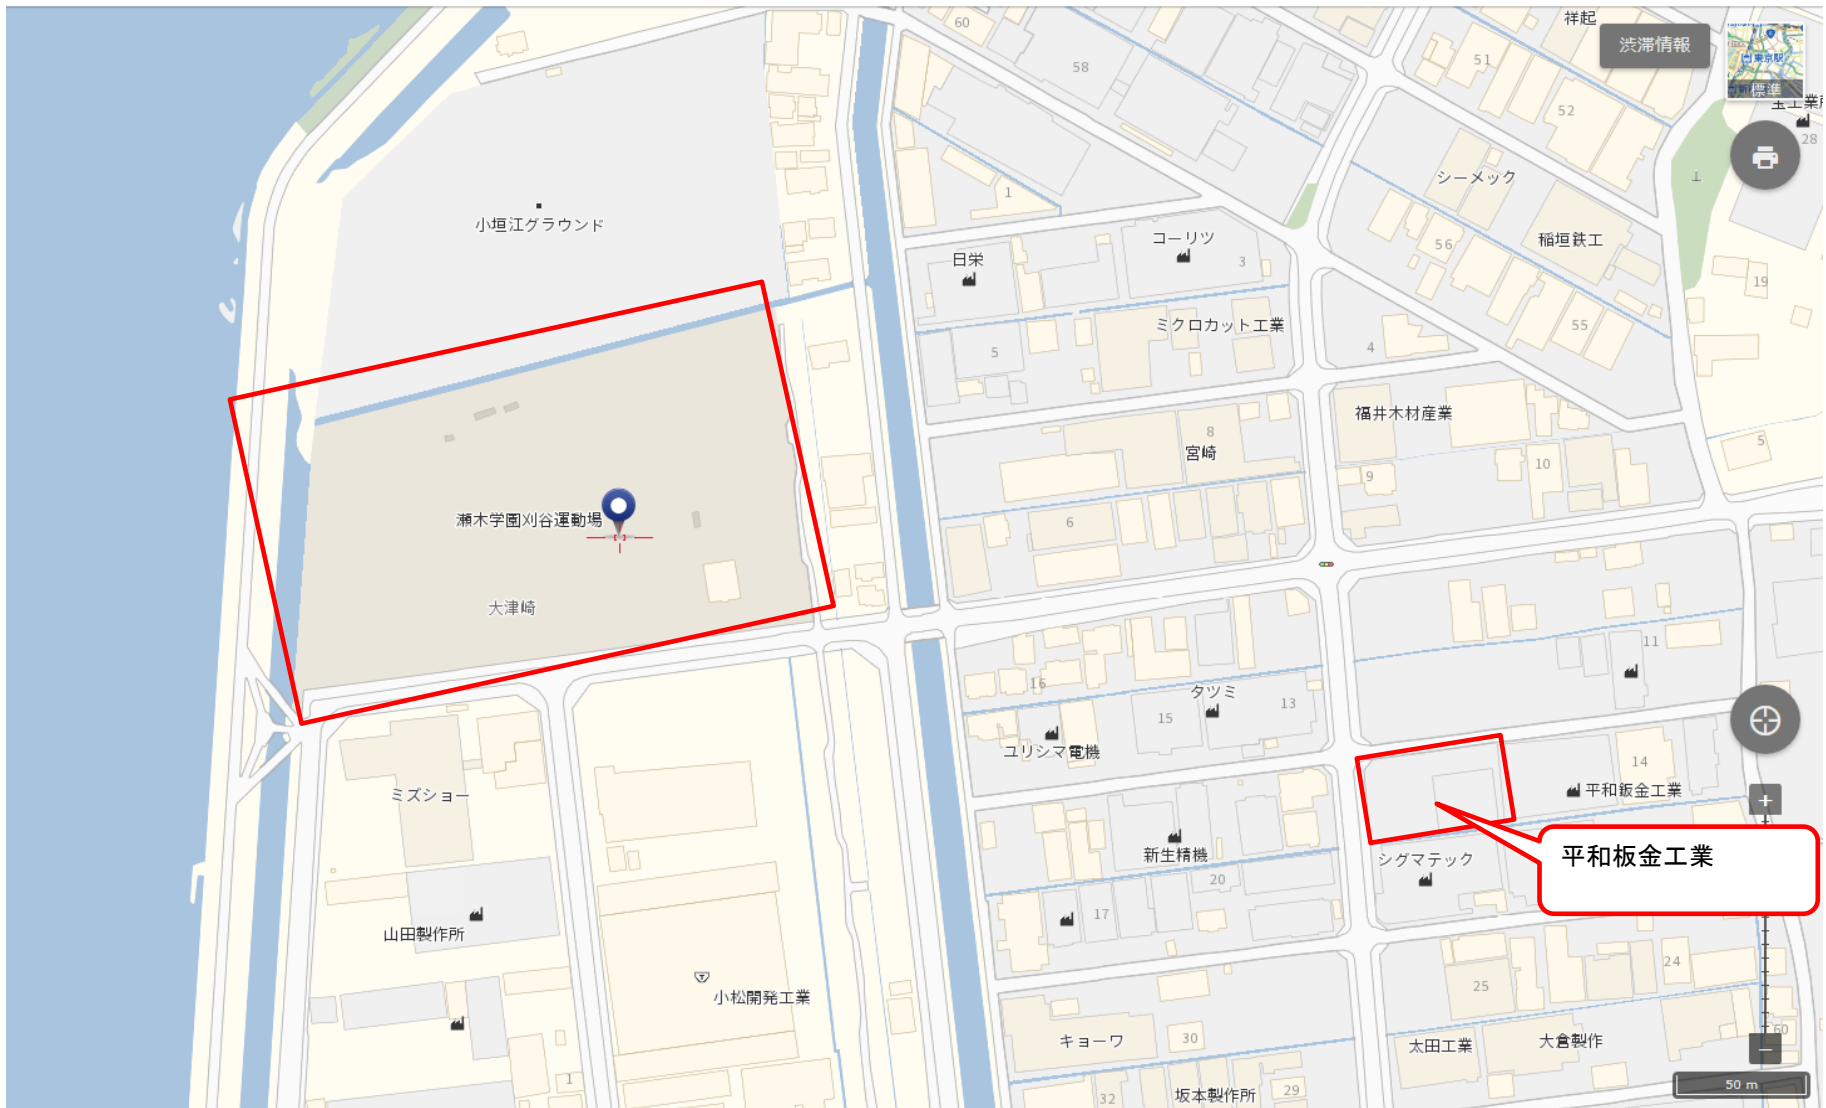 祥起
渋滞情報
東京駅
標準
60
58
51
52
28
1
シーメック
小垣江グラウンド
コーリツ
3
日栄
56
稲垣鉄工
19
ミクロカット工業
5
4
55
福井木材産業
8
宮崎
5
9
10
瀬木学園刈谷運動場
6
大津崎
11
16
タツミ
13
15
ユリシマ電機
14
平和鈑金工業
ミズショー
平和板金工業
新生精機
シグマテック
20
17
山田製作所
24
25
小松開発工業
キョーワ
30
太田工業
大倉製作
60
1
32
坂本製作所
29
50 m